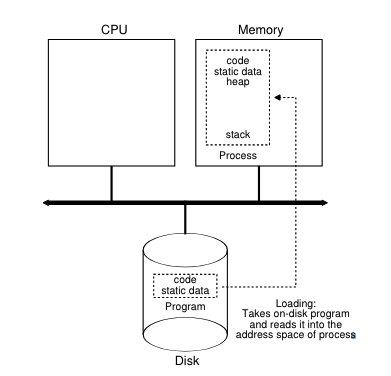 CPU
Memory
code
static data
heap
stack
Process
code
static data
Program
Disk
Loading:
Takes on-disk program
and reads it into the
address space of process